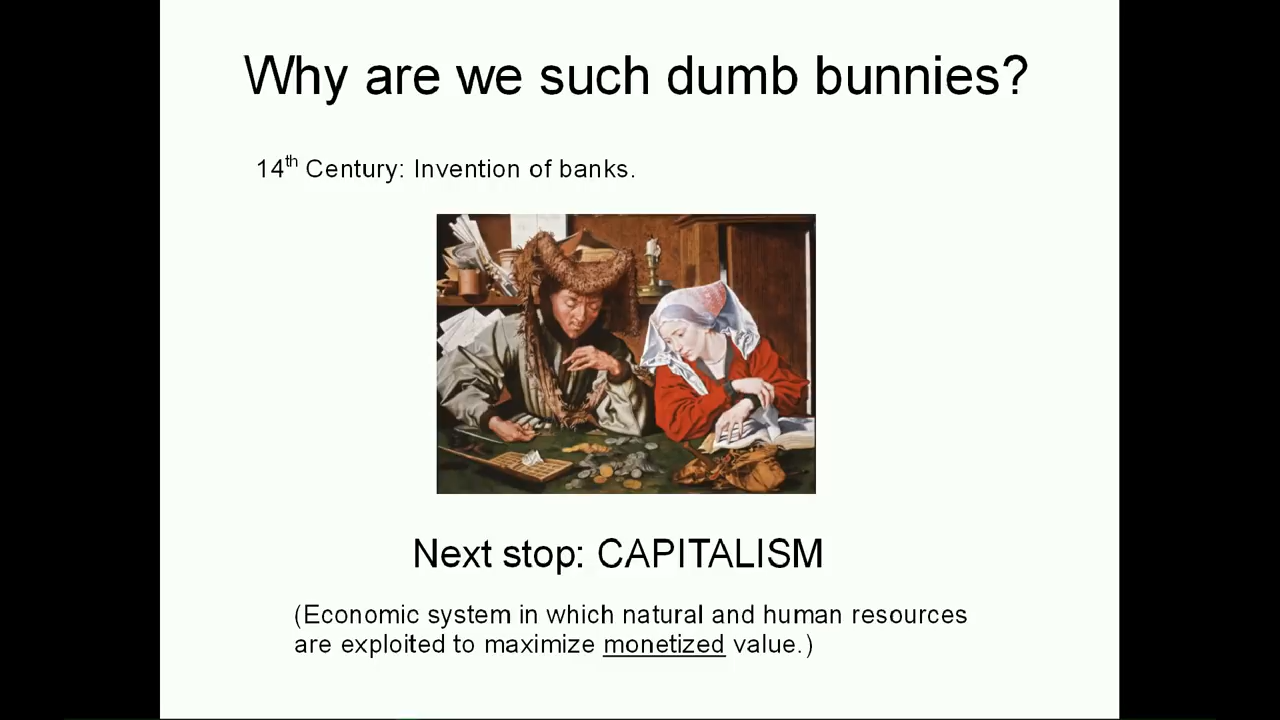 Why are we such dumb bunnies?
14th Century: Invention of banks.
Next stop: CAPITALISM
(Economic system in which natural and human resources
are exploited to maximize monetized value.)